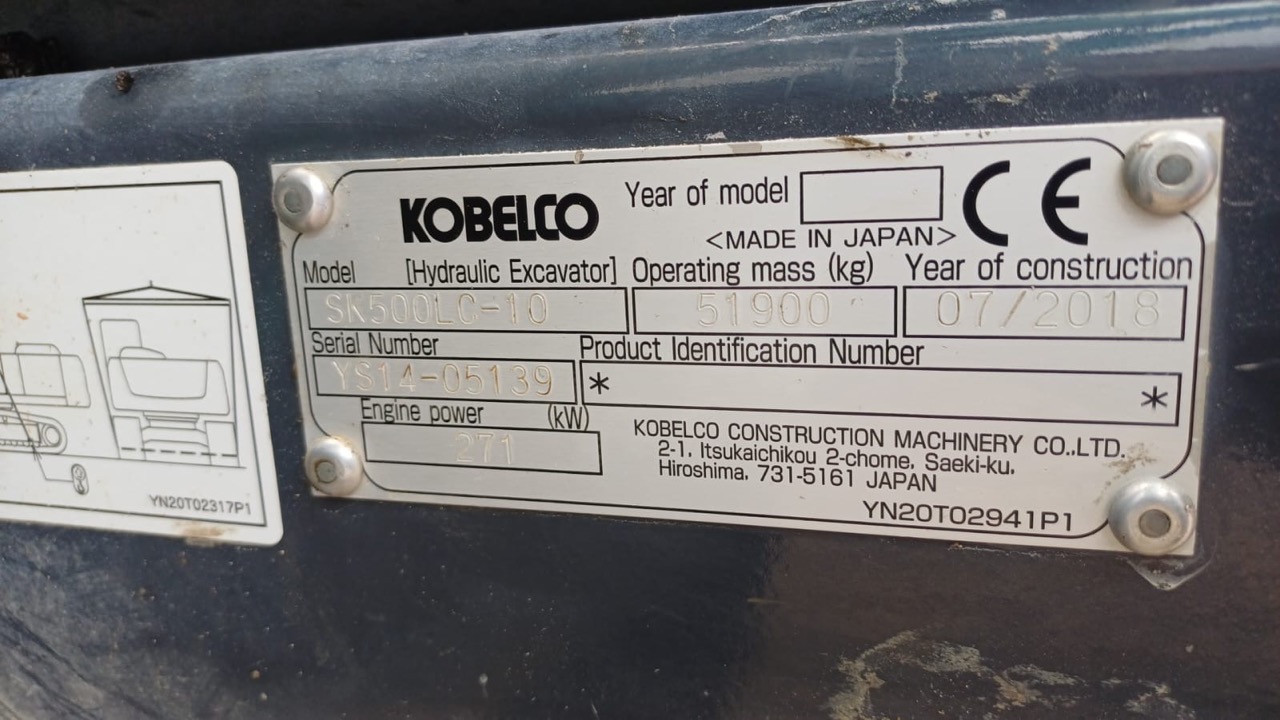 KOBELCO
Year of model
CE
<MADE IN JAPAN>
Model [Hydraulic Excavator] Operating mass (kg) Year of construction
SK500LC-10 51900 07/2018
Serial Number Product Identification Number
YS14-05139 * *
Engine power (kW)
271
KOBELCO CONSTRUCTION MACHINERY CO.,LTD.
2-1, Itsukaichikou 2-chome, Saeki-ku,
Hiroshima, 731-5161 JAPAN
YN20T02941P1
YN20T02317P1